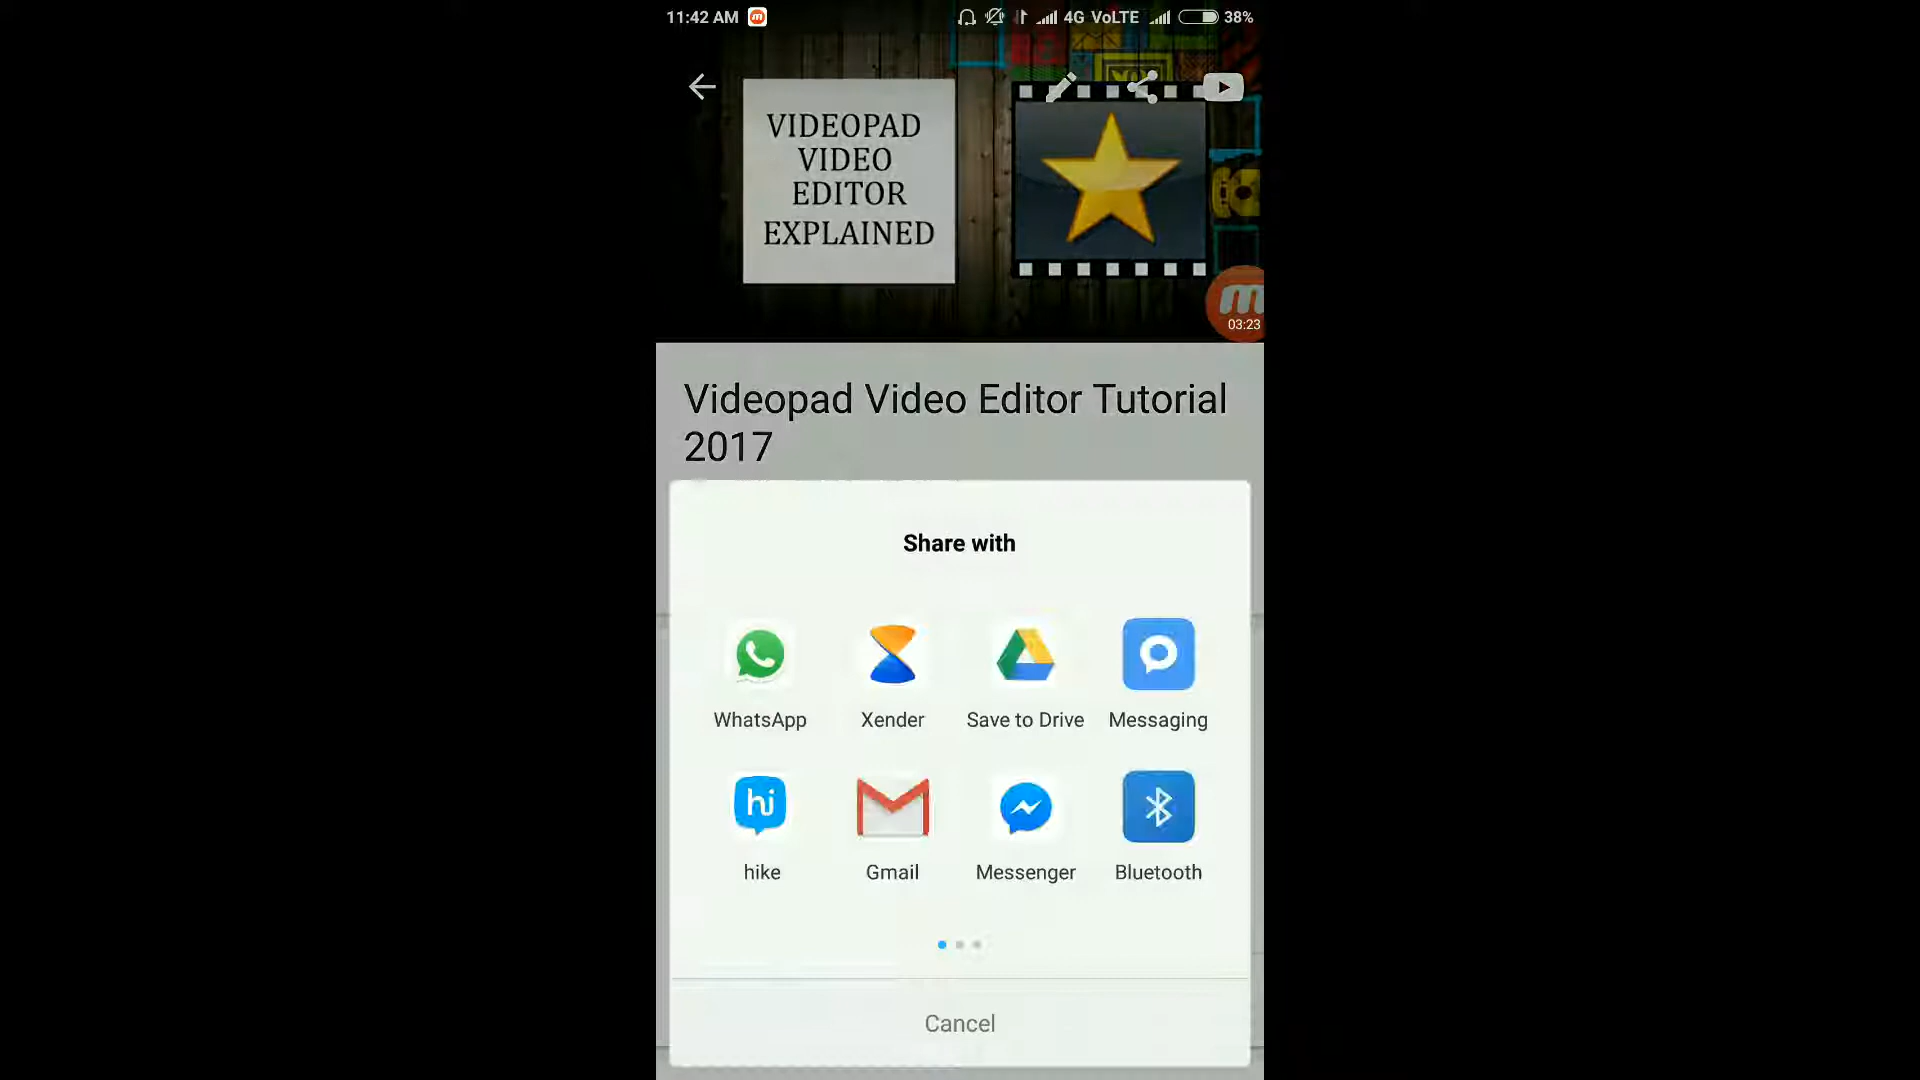 11:42 AM
4G VoLTE
38%
VIDEOPAD
VIDEO
EDITOR
EXPLAINED
03:23
Videopad Video Editor Tutorial
2017
Share with
WhatsApp
Xender
Save to Drive
Messaging
hi
hike
Gmail
Messenger
Bluetooth
Cancel